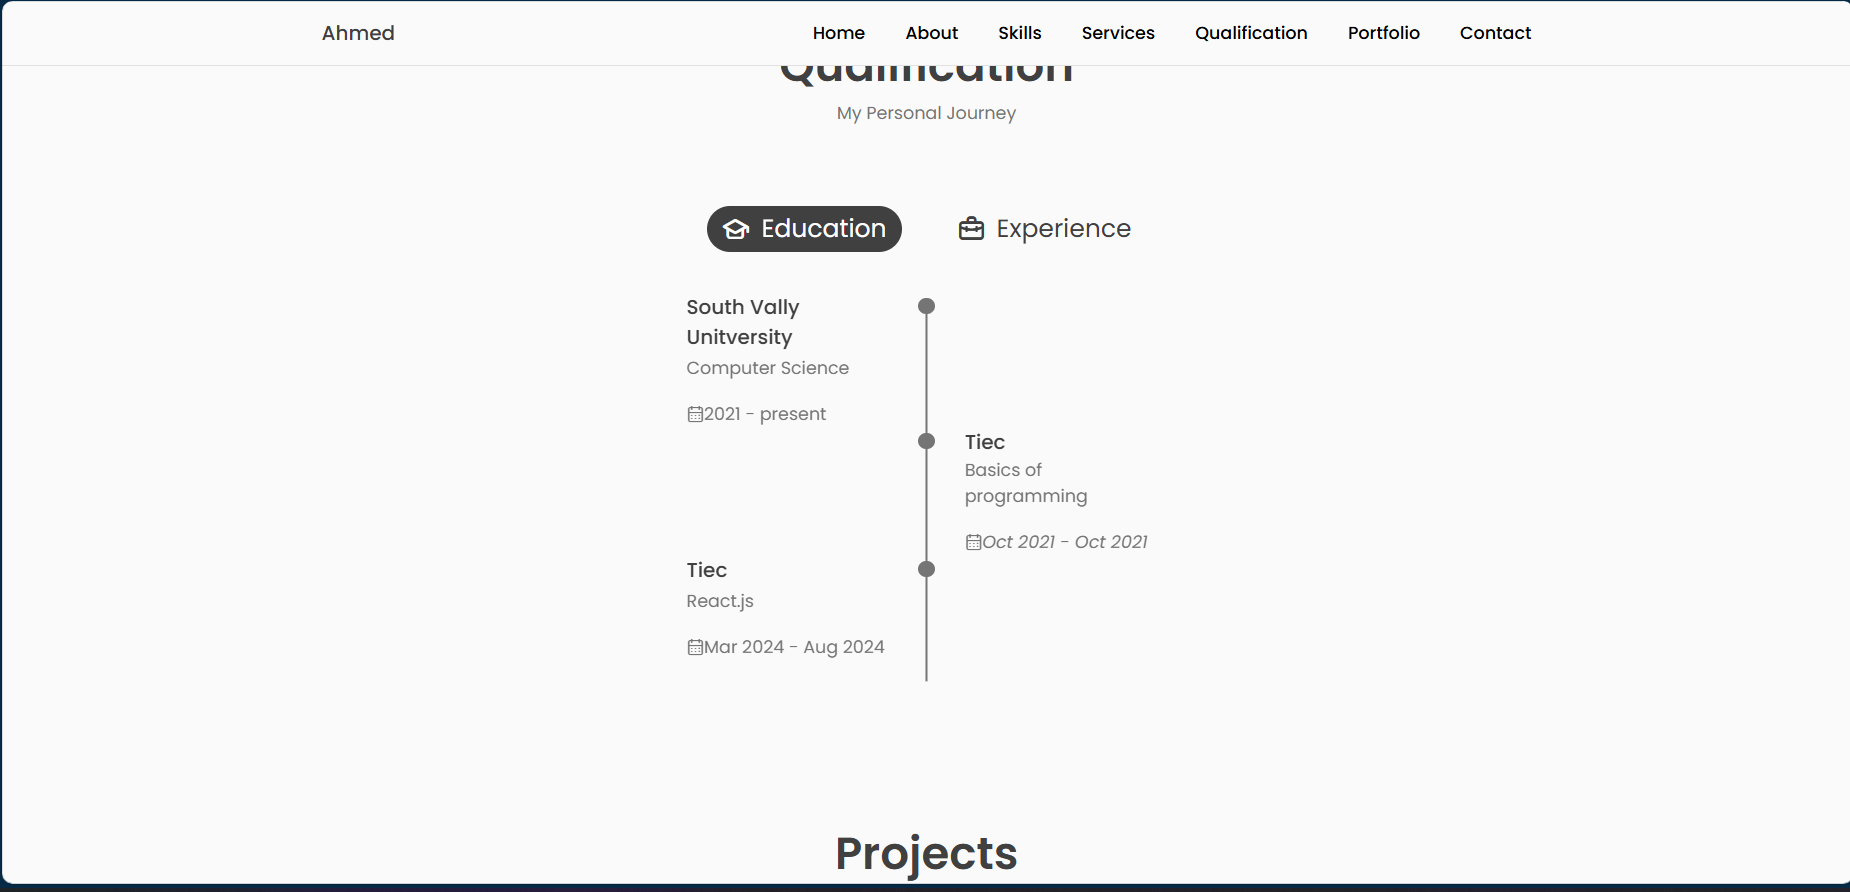 Ahmed
Home About Skills Services Qualification Portfolio Contact
Qualification
My Personal Journey
Education Experience
South Vally
Unitversity
Computer Science
2021 - present
Tiec
Basics of
programming
Oct 2021 - Oct 2021
Tiec
React.js
Mar 2024 - Aug 2024
Projects